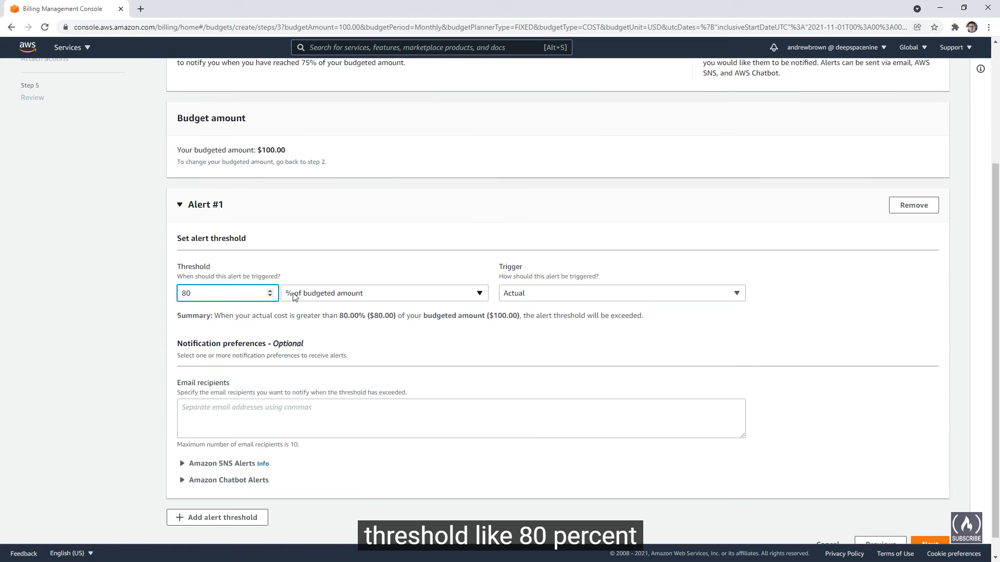 Billing Management Console
console.aws.amazon.com/billing/home#/budgets/create/steps/3?budgetAmount=100.00&budgetPeriod=Monthly&budgetPlannerType=FIXED&budgetType=COST&budgetUnit=USD&utcDates=%7B"inclusiveStartDateUTC"%3A"2021-11-01T00%3A00%3A00...
aws
Services
Search for services, features, marketplace products, and docs
[Alt+S]
andrewbrown @ deepspacenine
Global
Support
Attach actions
Step 5
Review
to notify you when you have reached 75% of your budgeted amount.
you would like them to be notified. Alerts can be sent via email, AWS
SNS, and AWS Chatbot.
Budget amount
Your budgeted amount: $100.00
To change your budgeted amount, go back to step 2.
Alert #1
Remove
Set alert threshold
Threshold
When should this alert be triggered?
80
% of budgeted amount
Trigger
How should this alert be triggered?
Actual
Summary: When your actual cost is greater than 80.00% ($80.00) of your budgeted amount ($100.00), the alert threshold will be exceeded.
Notification preferences - Optional
Select one or more notification preferences to receive alerts.
Email recipients
Specify the email recipients you want to notify when the threshold has exceeded.
Separate email addresses using commas
Maximum number of email recipients is 10.
Amazon SNS Alerts Info
Amazon Chatbot Alerts
Add alert threshold
Cancel
Previous
Next
SUBSCRIBE
threshold like 80 percent
Feedback
English (US)
© 2008 - 2021, Amazon Web Services, Inc. or its affiliates. All rights reserved.
Privacy Policy
Terms of Use
Cookie preferences